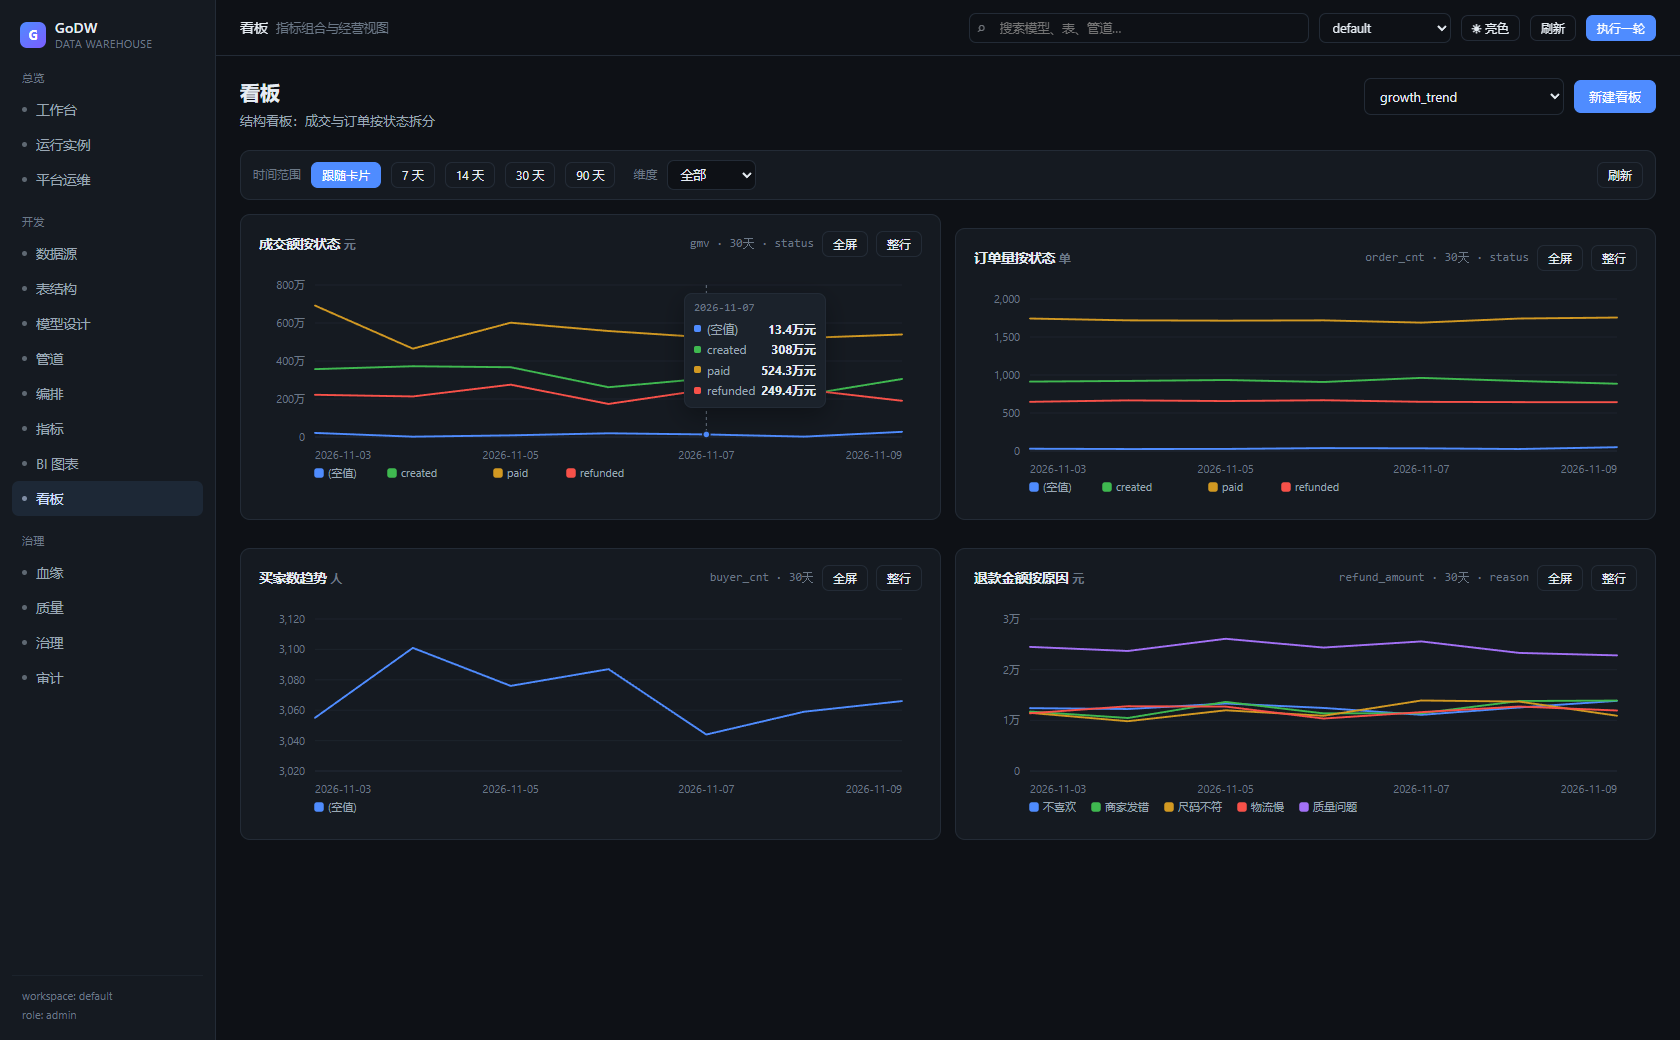 G
GoDW
DATA WAREHOUSE
总览
工作台
运行实例
平台运维
开发
数据源
表结构
模型设计
管道
编排
指标
BI 图表
看板
治理
血缘
质量
治理
审计
workspace: default
role: admin
看板 指标组合与经营视图
搜索模型、表、管道...
default
亮色
刷新
执行一轮
看板
结构看板：成交与订单按状态拆分
growth_trend
新建看板
时间范围 跟随卡片 7 天 14 天 30 天 90 天 维度 全部
刷新
成交额按状态 元
gmv · 30天 · status 全屏 整行
800万
600万
400万
200万
0
2026-11-07
(空值) 13.4万元
created 308万元
paid 524.3万元
refunded 249.4万元
2026-11-03 2026-11-05 2026-11-07 2026-11-09
(空值) created paid refunded
订单量按状态 单
order_cnt · 30天 · status 全屏 整行
2,000
1,500
1,000
500
0
2026-11-03 2026-11-05 2026-11-07 2026-11-09
(空值) created paid refunded
买家数趋势 人
buyer_cnt · 30天 全屏 整行
3,120
3,100
3,080
3,060
3,040
3,020
2026-11-03 2026-11-05 2026-11-07 2026-11-09
(空值)
退款金额按原因 元
refund_amount · 30天 · reason 全屏 整行
3万
2万
1万
0
2026-11-03 2026-11-05 2026-11-07 2026-11-09
不喜欢 商家发错 尺码不符 物流慢 质量问题